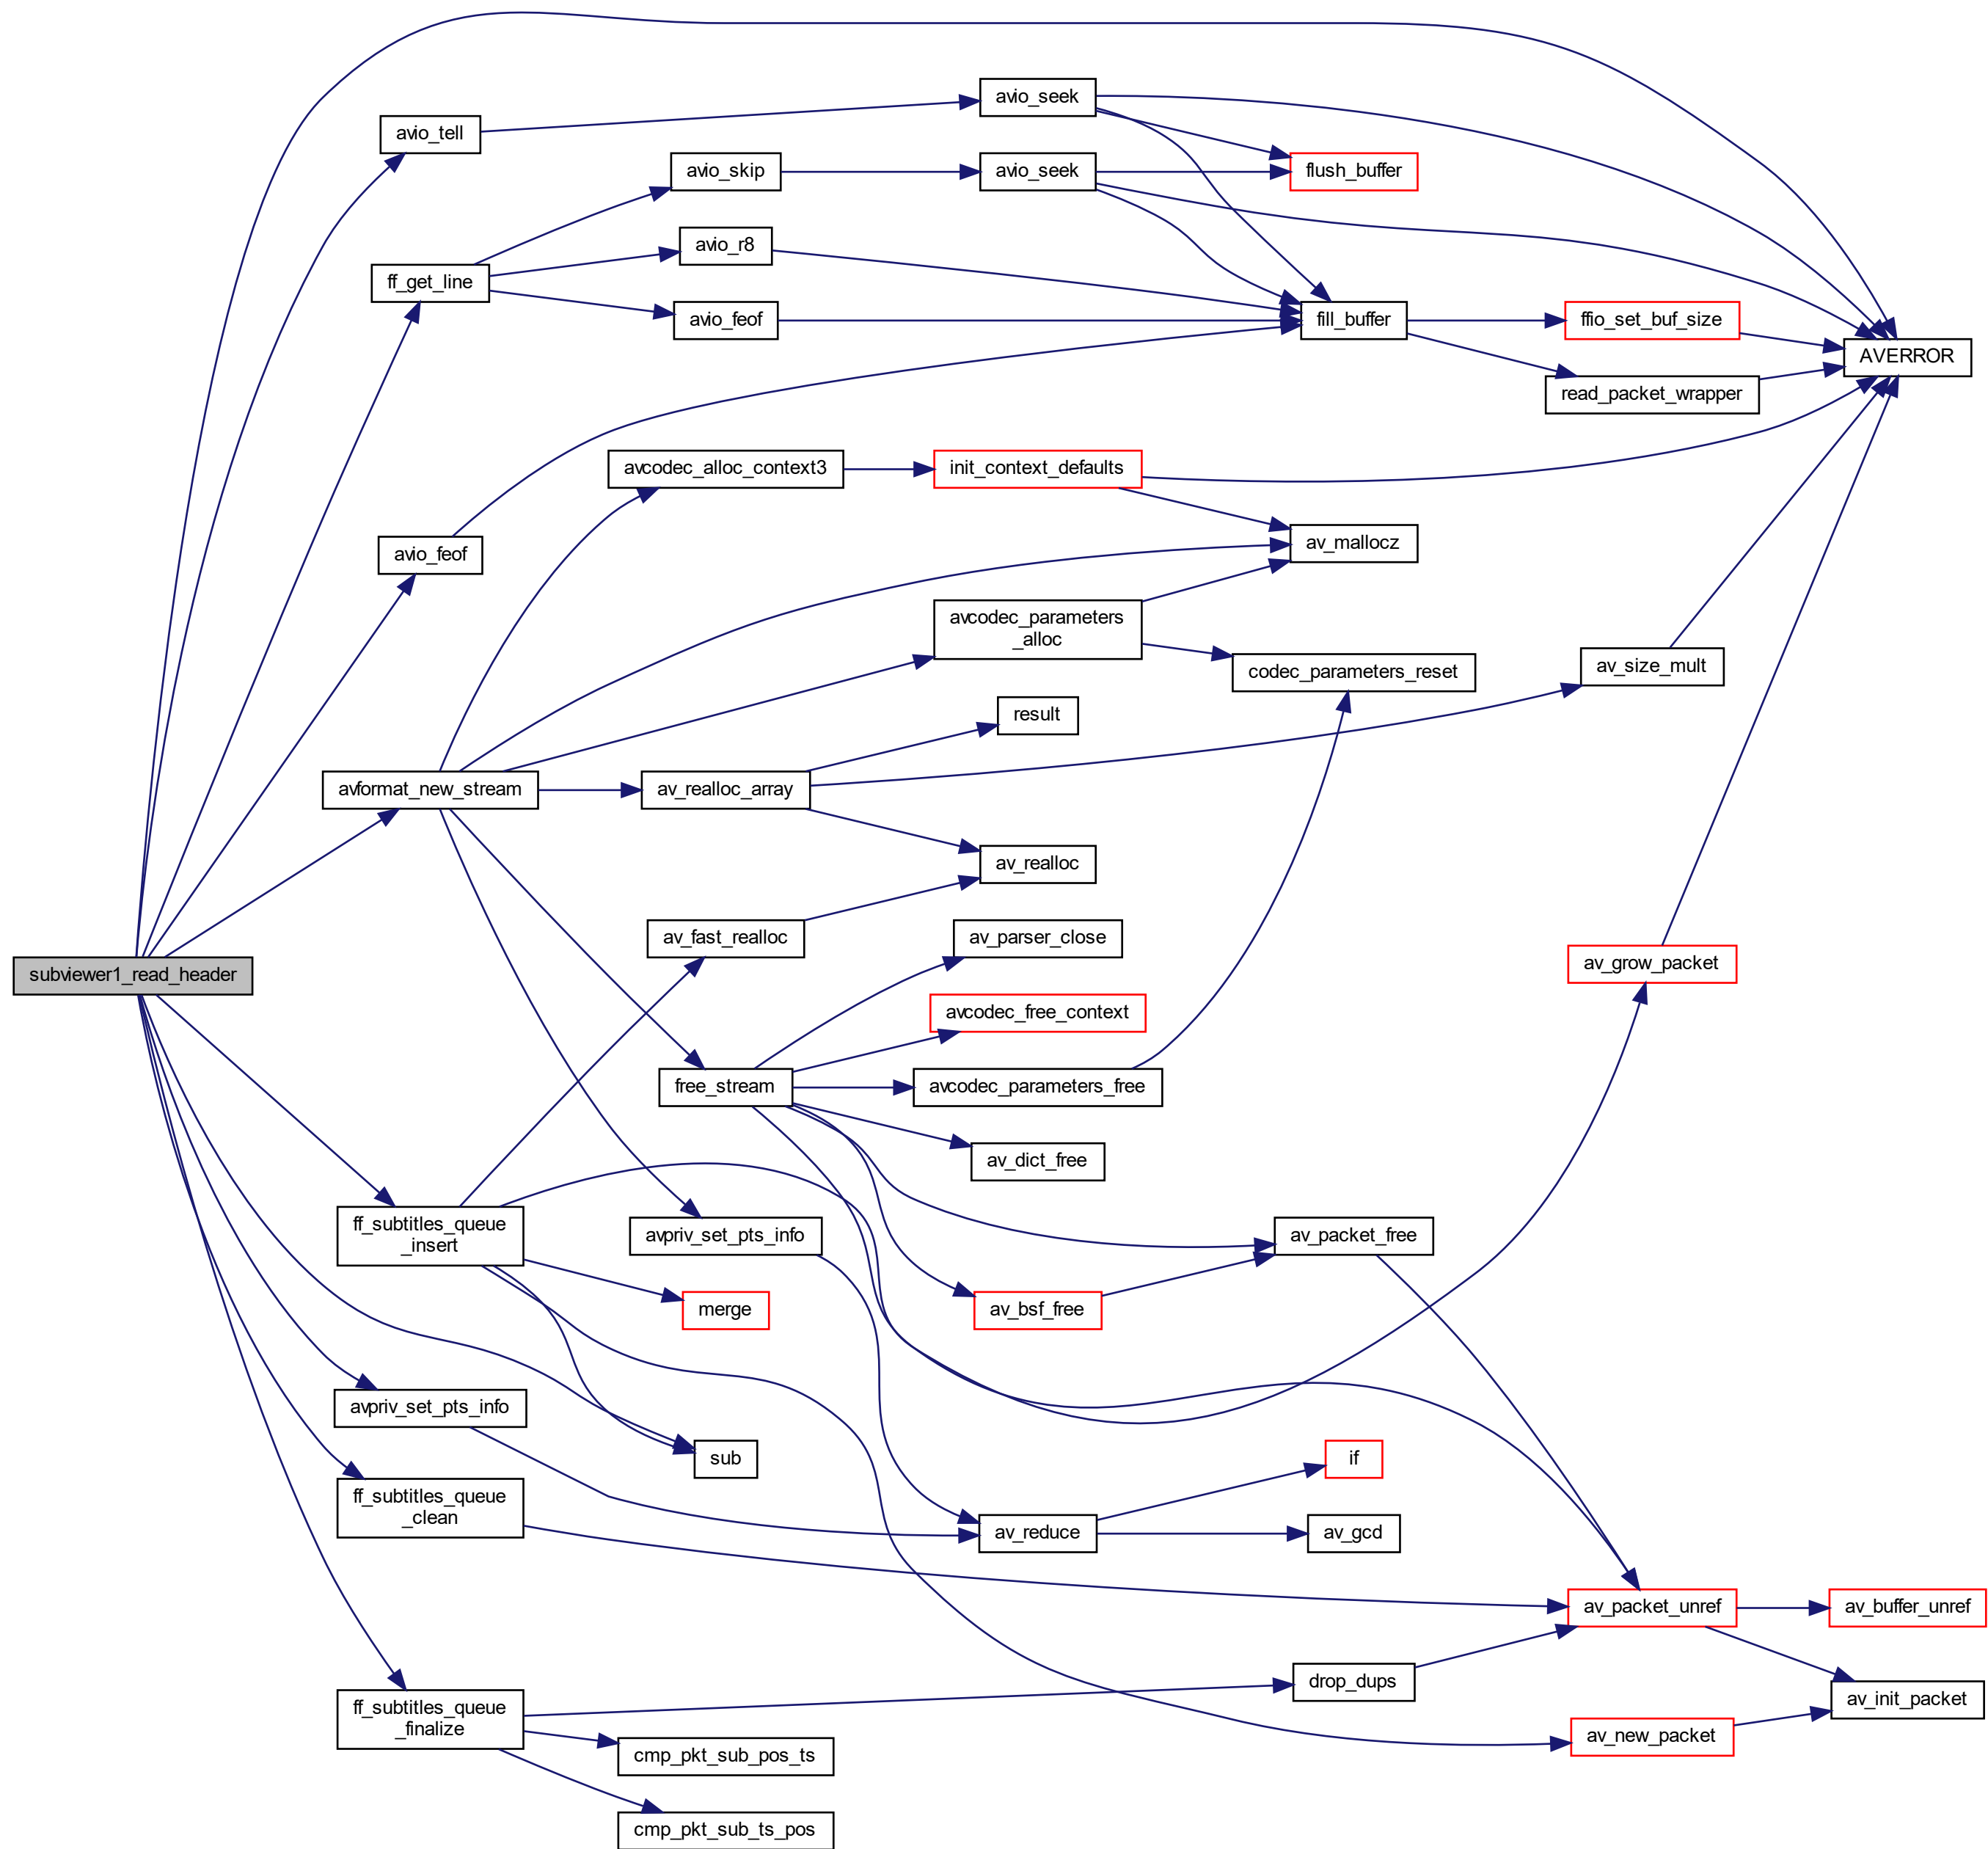 subviewer1_read_header
avio_tell
ff_get_line
avio_feof
avformat_new_stream
ff_subtitles_queue
_insert
avpriv_set_pts_info
ff_subtitles_queue
_clean
ff_subtitles_queue
_finalize
avio_skip
avio_r8
avio_feof
avcodec_alloc_context3
av_realloc_array
av_fast_realloc
free_stream
avpriv_set_pts_info
merge
sub
cmp_pkt_sub_pos_ts
cmp_pkt_sub_ts_pos
avio_seek
avio_seek
init_context_defaults
avcodec_parameters
_alloc
result
av_realloc
av_parser_close
avcodec_free_context
avcodec_parameters_free
av_dict_free
av_bsf_free
av_reduce
flush_buffer
fill_buffer
av_mallocz
codec_parameters_reset
av_packet_free
if
av_gcd
drop_dups
ffio_set_buf_size
read_packet_wrapper
av_size_mult
av_grow_packet
av_packet_unref
av_new_packet
AVERROR
av_buffer_unref
av_init_packet